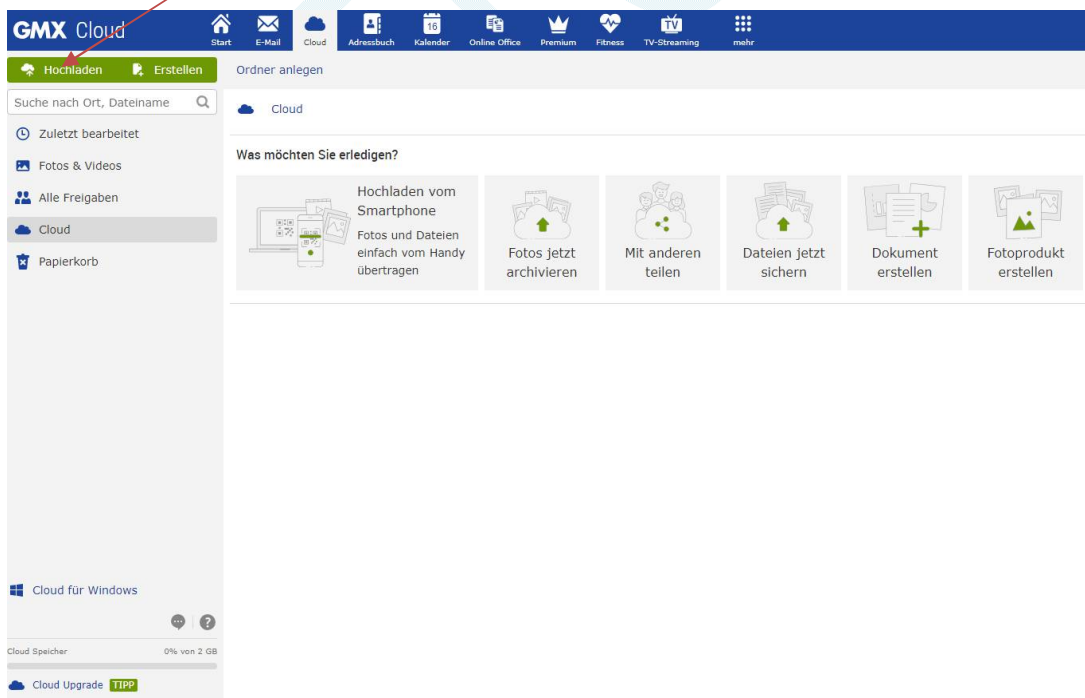 GMX Cloud
Start
E-Mail
Cloud
Adressbuch
16
Kalender
Online Office
Premium
Fitness
TV
TV-Streaming
mehr
Hochladen
Erstellen
Ordner anlegen
Suche nach Ort, Dateiname
Cloud
Zuletzt bearbeitet
Was möchten Sie erledigen?
Fotos & Videos
Alle Freigaben
Cloud
Papierkorb
Hochladen vom
Smartphone
Fotos und Dateien
einfach vom Handy
übertragen
Fotos jetzt
archivieren
Mit anderen
teilen
Dateien jetzt
sichern
Dokument
erstellen
Fotoprodukt
erstellen
Cloud für Windows
?
Cloud Speicher
0% von 2 GB
Cloud Upgrade TIPP